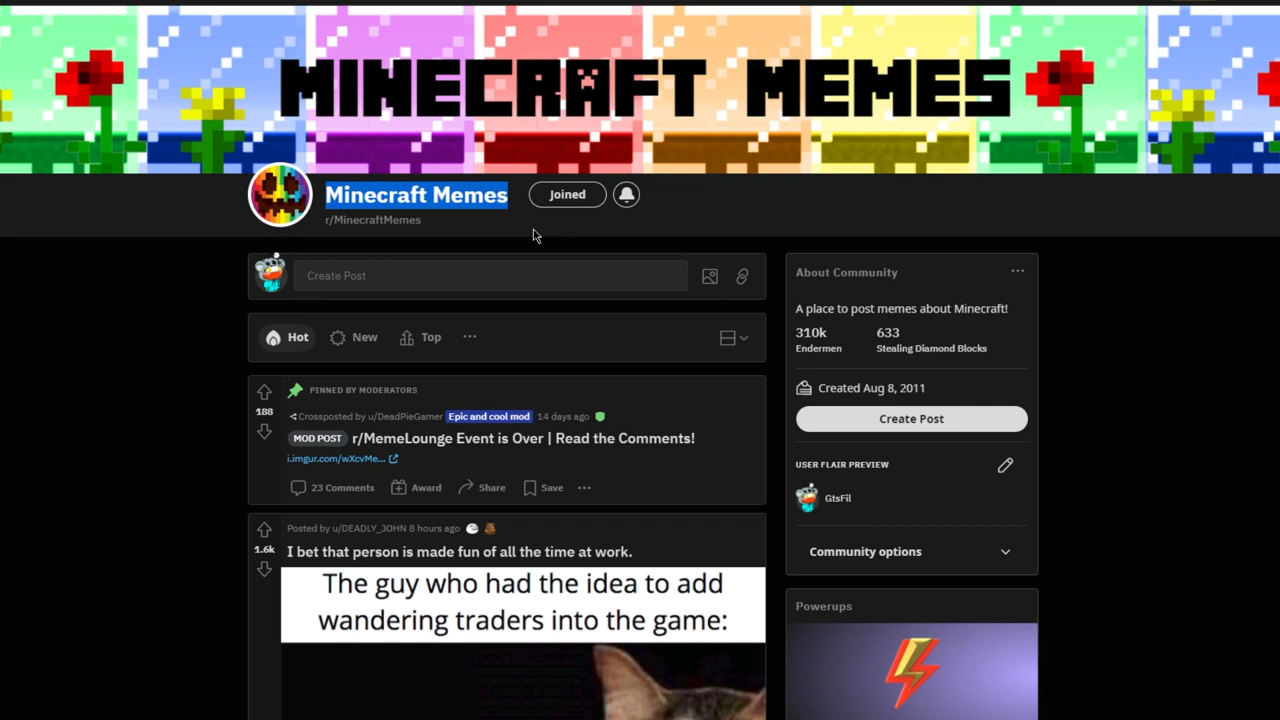 MINECRAFT MEMES
Minecraft Memes
Joined
r/MinecraftMemes
Create Post
Hot
New
Top
PINNED BY MODERATORS
188
Crossposted by u/DeadPieGamer Epic and cool mod 14 days ago
MOD POST r/MemeLounge Event is Over | Read the Comments!
i.imgur.com/wXcvMe...
23 Comments
Award
Share
Save
Posted by u/DEADLY_JOHN 8 hours ago
1.6k
I bet that person is made fun of all the time at work.
The guy who had the idea to add
wandering traders into the game:
About Community
A place to post memes about Minecraft!
310k
633
Endermen
Stealing Diamond Blocks
Created Aug 8, 2011
Create Post
USER FLAIR PREVIEW
GtsFil
Community options
Powerups